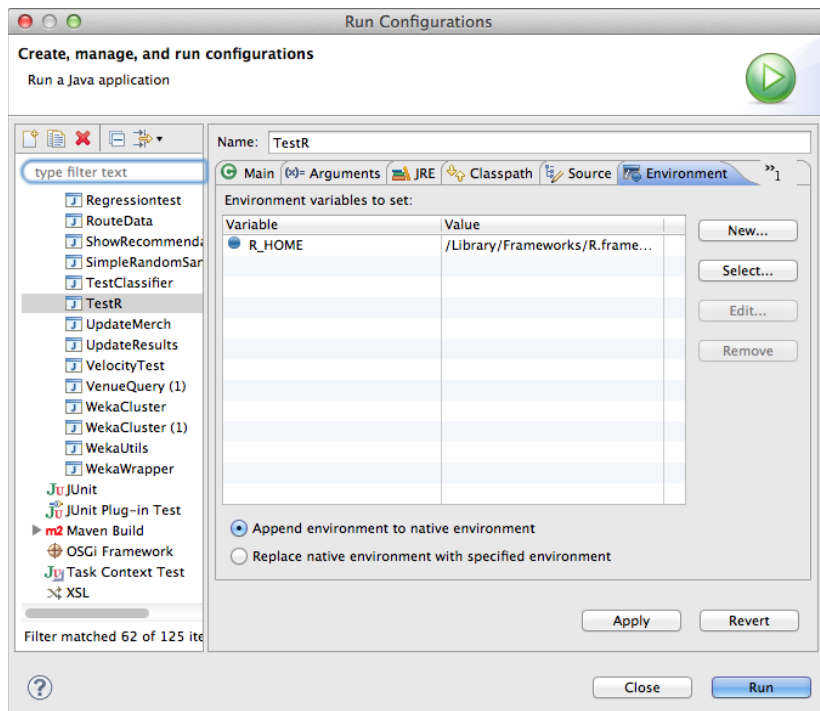 Run Configurations
Create, manage, and run configurations
Run a Java application
type filter text
Regressiontest
RouteData
ShowRecommenda
SimpleRandomSar
TestClassifier
TestR
UpdateMerch
UpdateResults
VelocityTest
VenueQuery (1)
WekaCluster
WekaCluster (1)
WekaUtils
WekaWrapper
JUnit
JUnit Plug-in Test
m2 Maven Build
OSGi Framework
Task Context Test
XSL
Filter matched 62 of 125 ite
Name: TestR
Main (x)= Arguments JRE Classpath Source Environment »1
Environment variables to set:
Variable Value
R_HOME /Library/Frameworks/R.frame...
New...
Select...
Edit...
Remove
Append environment to native environment
Replace native environment with specified environment
Apply Revert
? Close Run